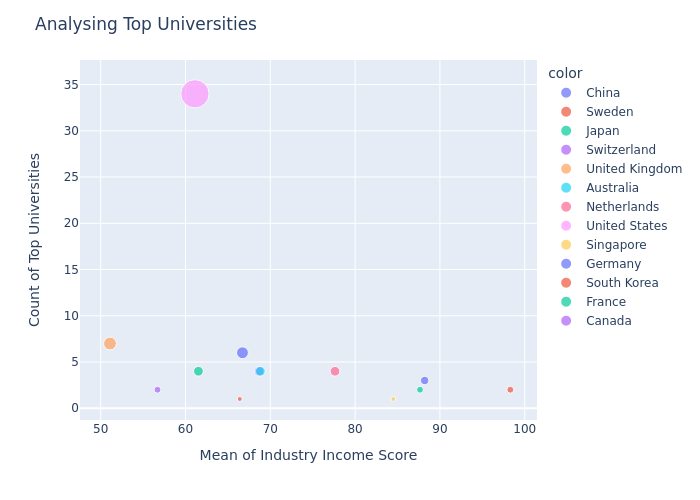 Analysing Top Universities
color
China
Sweden
Japan
Switzerland
United Kingdom
Australia
Netherlands
United States
Singapore
Germany
South Korea
France
Canada
Count of Top Universities
35
30
25
20
15
10
5
0
50
60
70
80
90
100
Mean of Industry Income Score